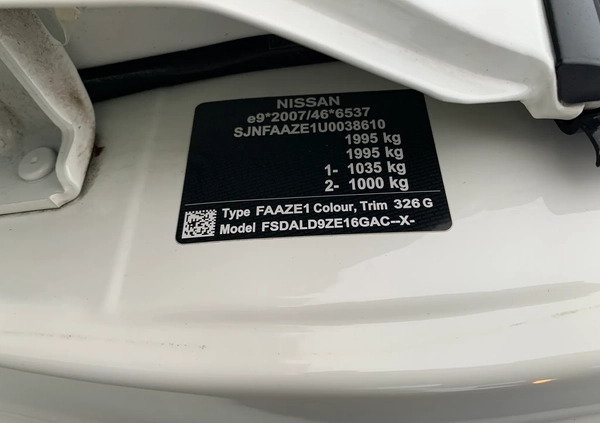 NISSAN
e9*2007/46*6537
SJNFAAZE1U0038610
1995 kg
1995 kg
1- 1035 kg
2- 1000 kg
Type FAAZE1 Colour, Trim 326 G
Model FSDALD9ZE16GAC--X-